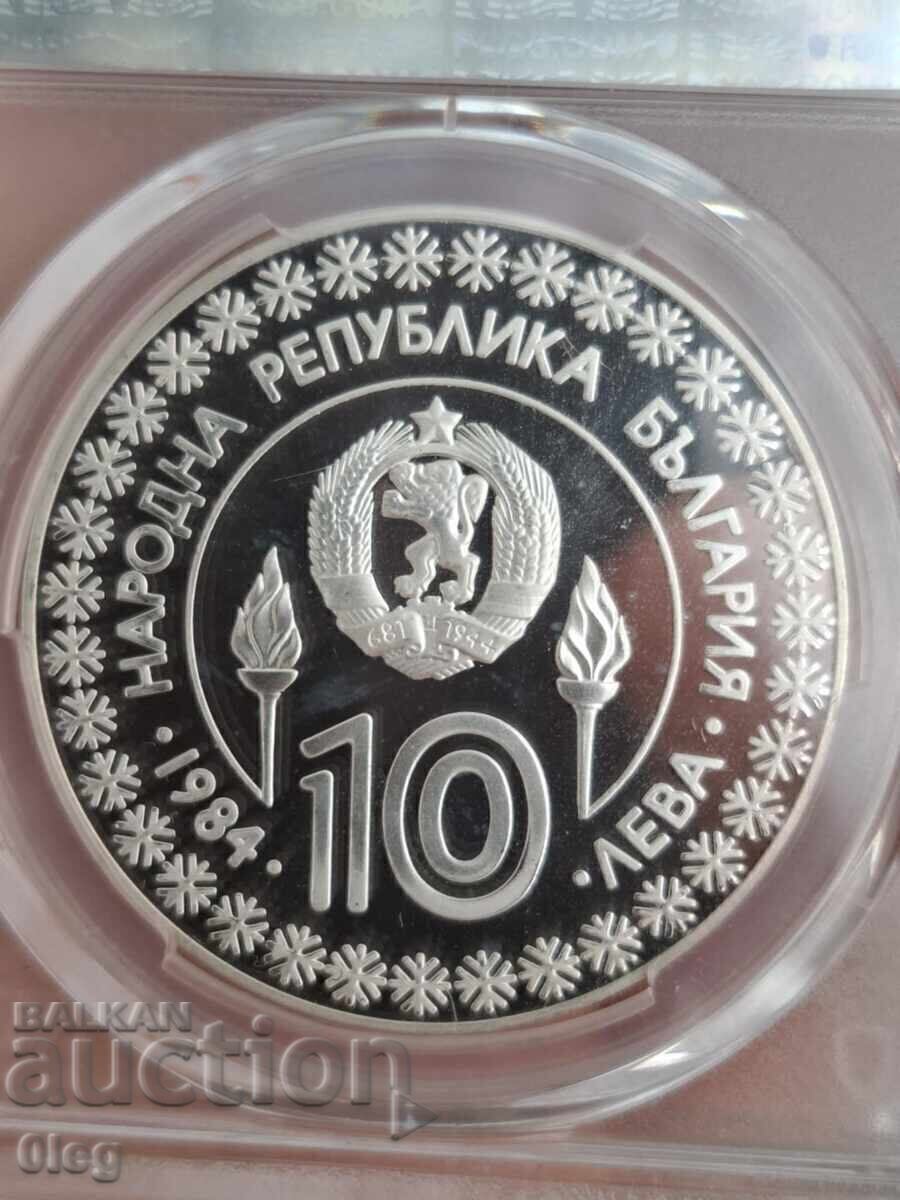 НАРОДНА РЕПУБЛИКА БЪЛГАРИЯ
681 1944
10
· 1984 ·
· ЛЕВА ·
BALKAN
auction
Oleg